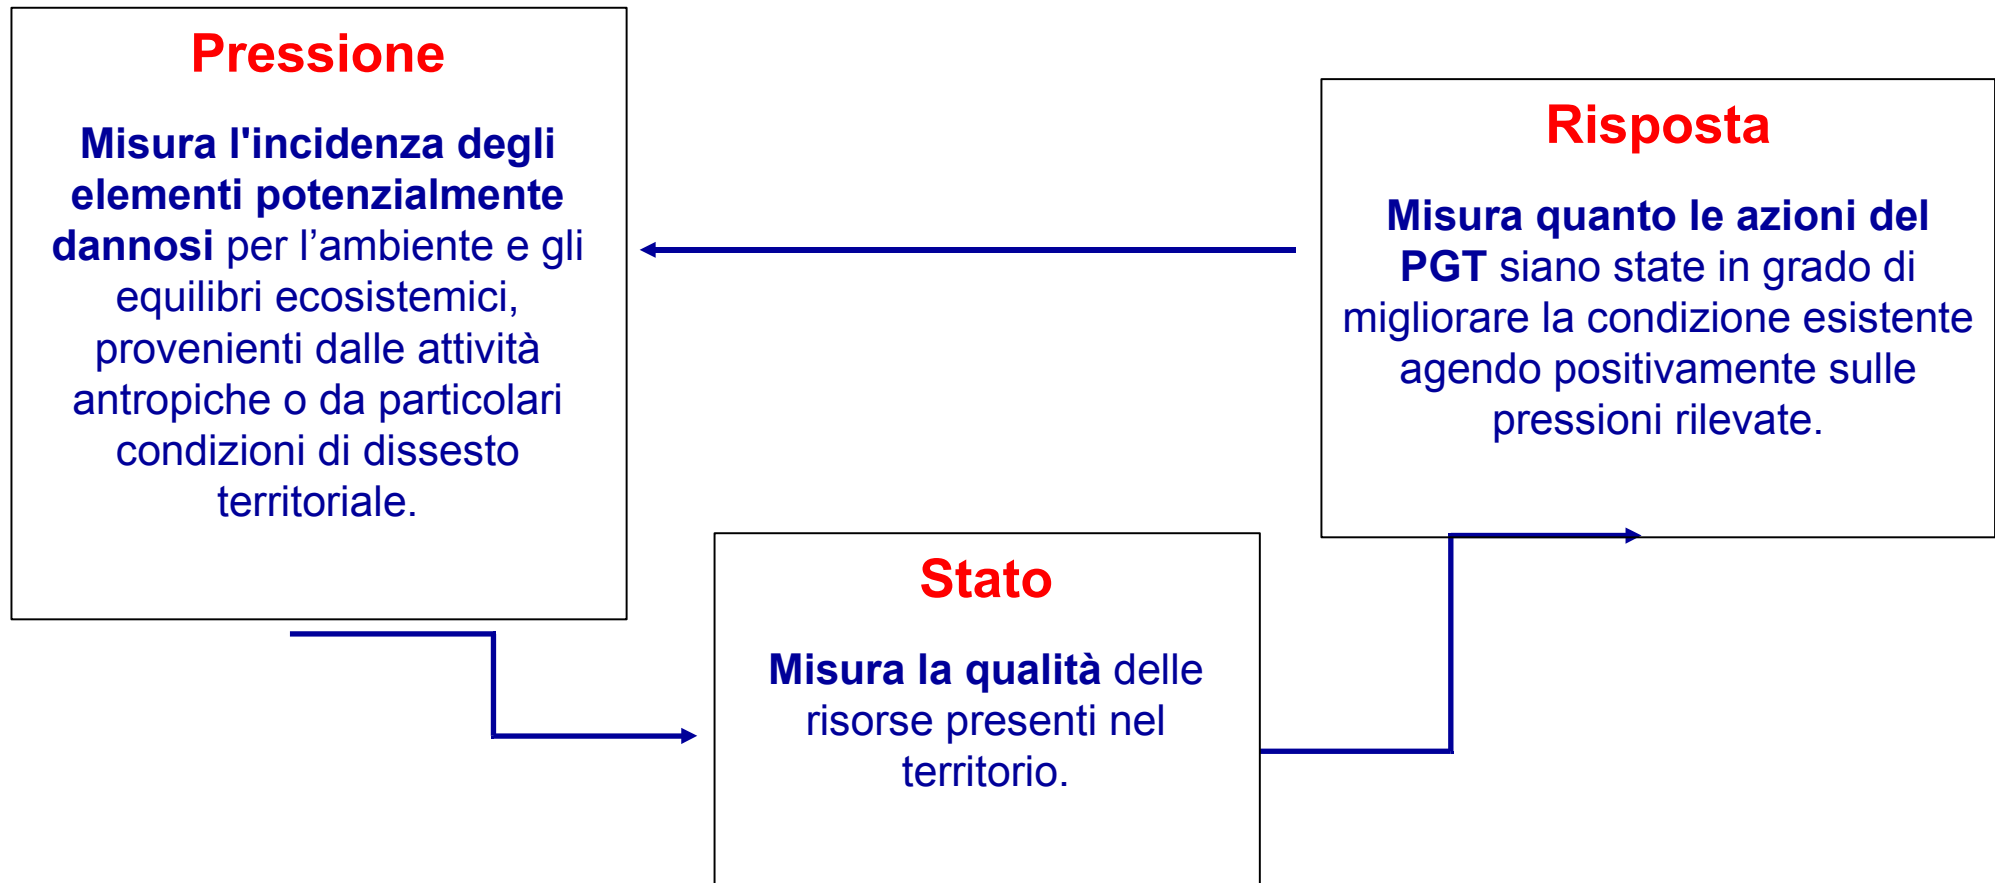 Pressione
Misura l'incidenza degli
elementi potenzialmente
dannosi per l’ambiente e gli
equilibri ecosistemici,
provenienti dalle attività
antropiche o da particolari
condizioni di dissesto
territoriale.
Risposta
Misura quanto le azioni del
PGT siano state in grado di
migliorare la condizione esistente
agendo positivamente sulle
pressioni rilevate.
Stato
Misura la qualità delle
risorse presenti nel
territorio.